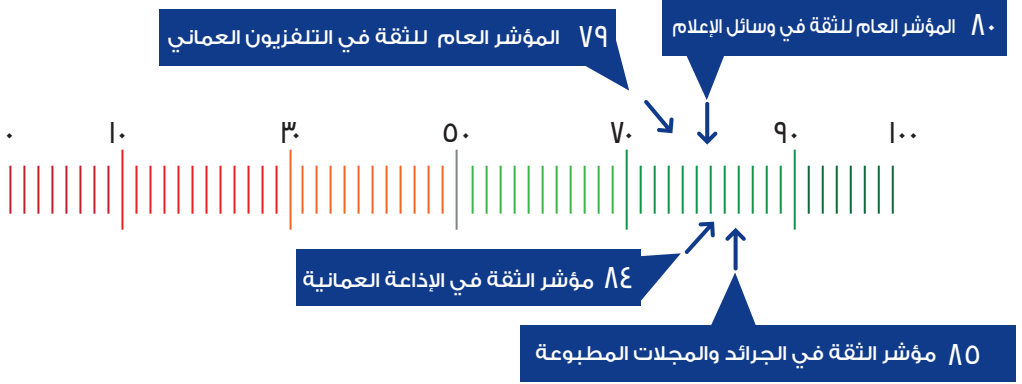 ٨٠ المؤشر العام للثقة في وسائل الإعلام
٧٩ المؤشر العام للثقة في التلفزيون العماني
٠ ١٠ ٣٠ ٥٠ ٧٠ ٩٠ ١٠٠
٨٤ مؤشر الثقة في الإذاعة العمانية
٨٥ مؤشر الثقة في الجرائد والمجلات المطبوعة